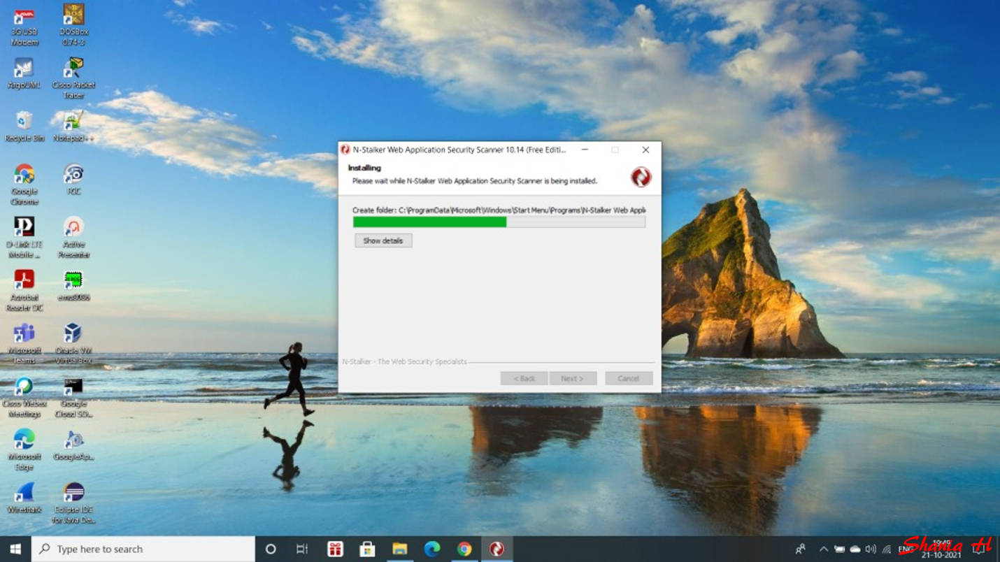 3G USB
Modem
DOSBox
0.74-3
ArgoUML
Cisco Packet
Tracer
Recycle Bin
Notepad++
Google
Chrome
D-Link LTE
Mobile ...
Active
Presenter
Acrobat
Reader DC
emu8086
Microsoft
Teams
Oracle VM
VirtualBox
Cisco Webex
Meetings
Google
Cloud SD...
Microsoft
Edge
GoogleAp...
Wireshark
Eclipse IDE
for Java De...
N-Stalker Web Application Security Scanner 10.14 (Free Editi...
Installing
Please wait while N-Stalker Web Application Security Scanner is being installed.
Create folder: C:\ProgramData\Microsoft\Windows\Start Menu\Programs\N-Stalker Web Appli
Show details
N-Stalker - The Web Security Specialists
< Back
Next >
Cancel
Type here to search
ENG
21-10-2021
Shania H